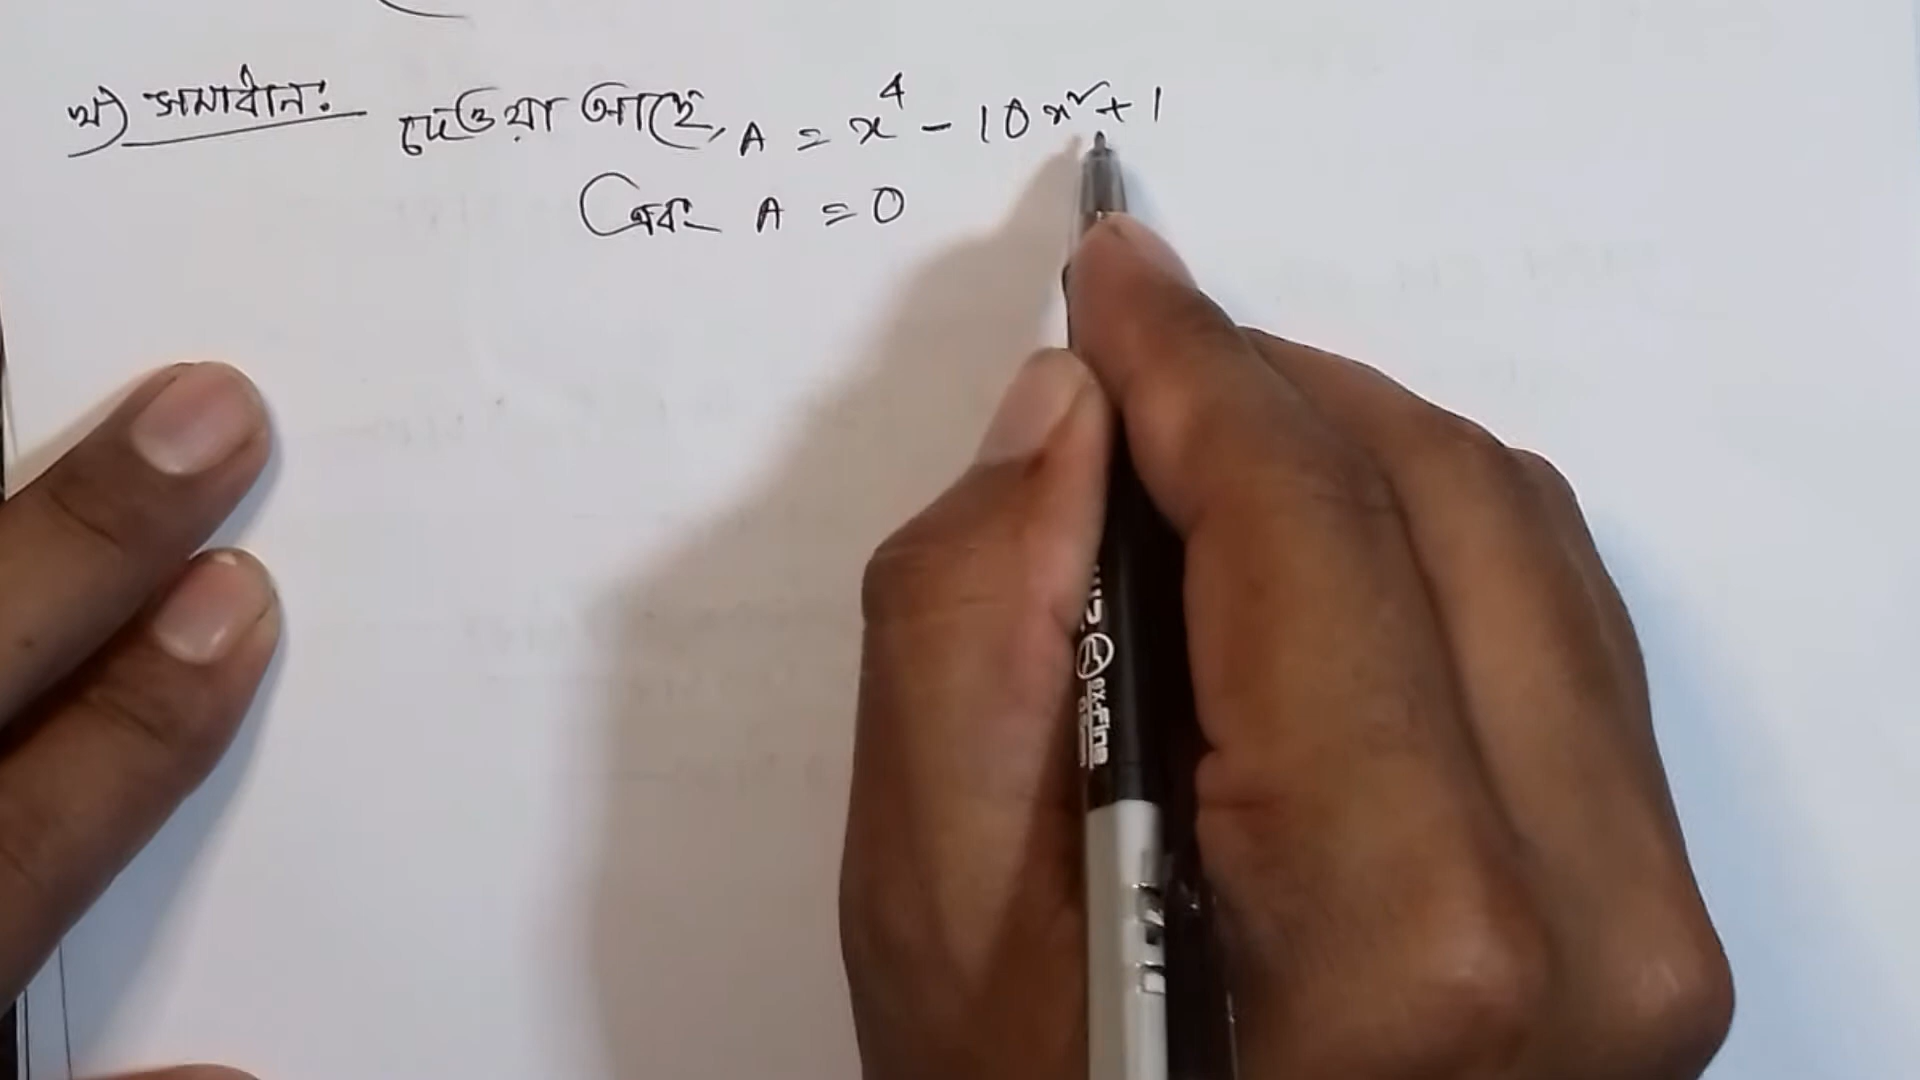 খ) সমাধান: দেওয়া আছে, A = x⁴ - 10x² + 1
এবং A = 0